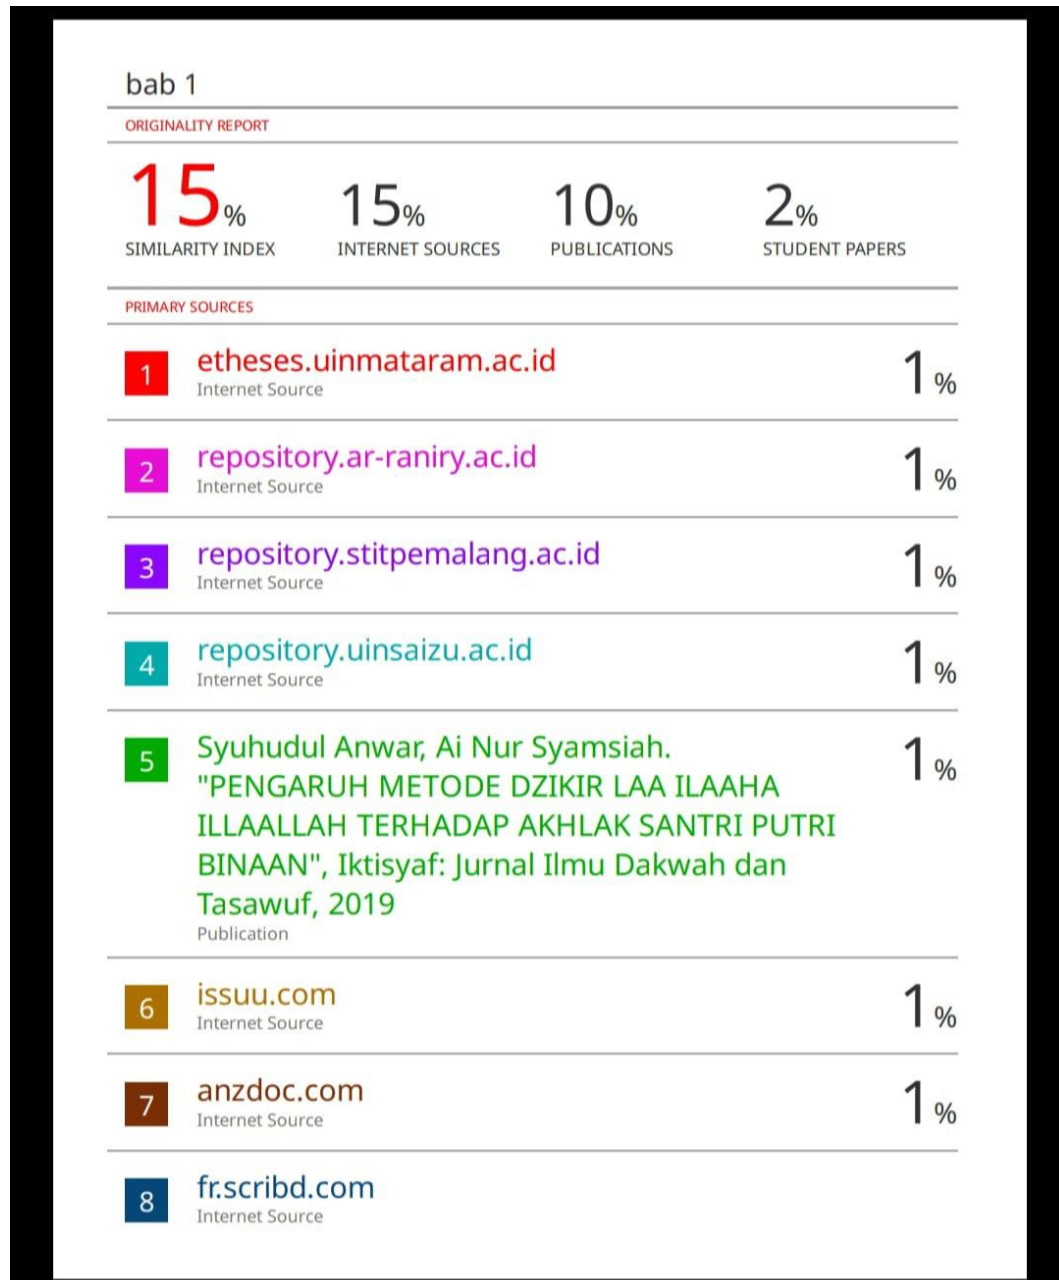 bab 1
ORIGINALITY REPORT
15% 15% 10% 2%
SIMILARITY INDEX INTERNET SOURCES PUBLICATIONS STUDENT PAPERS
PRIMARY SOURCES
1 etheses.uinmataram.ac.id 1%
Internet Source
2 repository.ar-raniry.ac.id 1%
Internet Source
3 repository.stitpemalang.ac.id 1%
Internet Source
4 repository.uinsaizu.ac.id 1%
Internet Source
5 Syuhudul Anwar, Ai Nur Syamsiah. 1%
"PENGARUH METODE DZIKIR LAA ILAAHA
ILLAALLAH TERHADAP AKHLAK SANTRI PUTRI
BINAAN", Iktisyaf: Jurnal Ilmu Dakwah dan
Tasawuf, 2019
Publication
6 issuu.com 1%
Internet Source
7 anzdoc.com 1%
Internet Source
8 fr.scribd.com
Internet Source